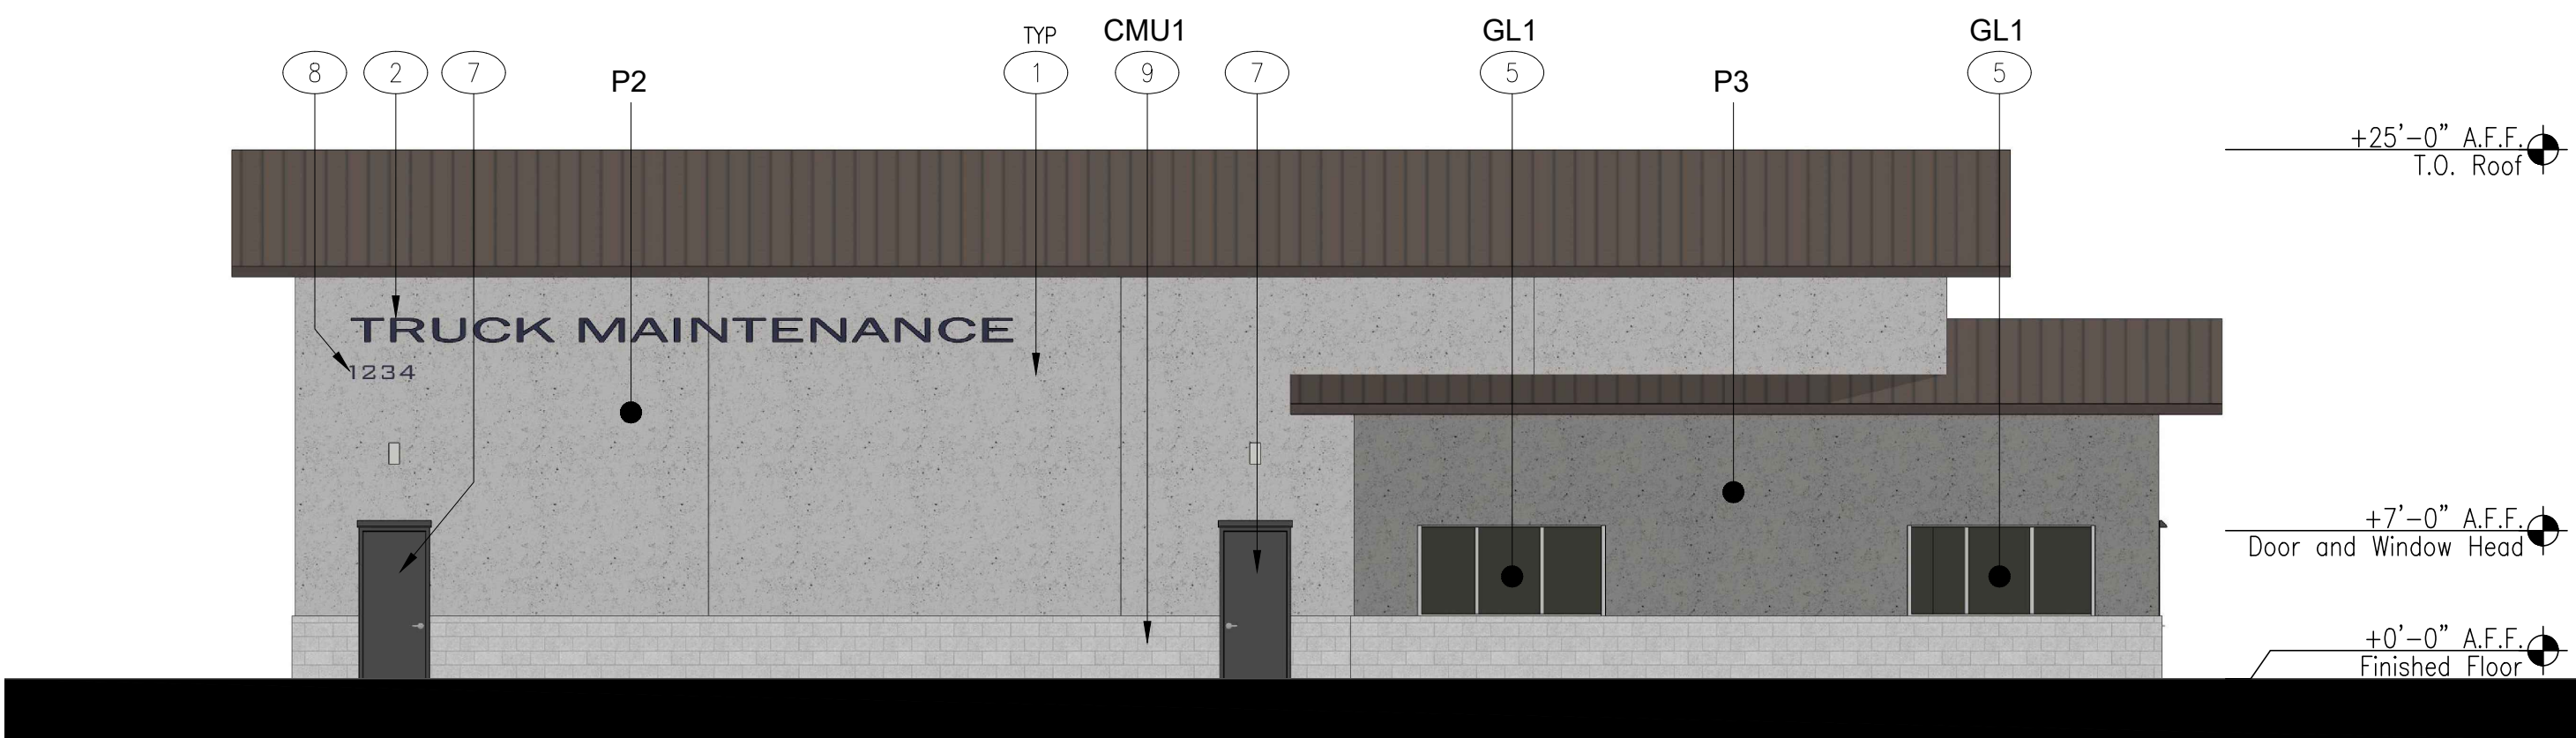 TYP
CMU1
GL1
GL1
8
2
7
P2
1
9
7
5
P3
5
+25'-0" A.F.F.
T.O. Roof
TRUCK MAINTENANCE
1234
+7'-0" A.F.F.
Door and Window Head
+0'-0" A.F.F.
Finished Floor